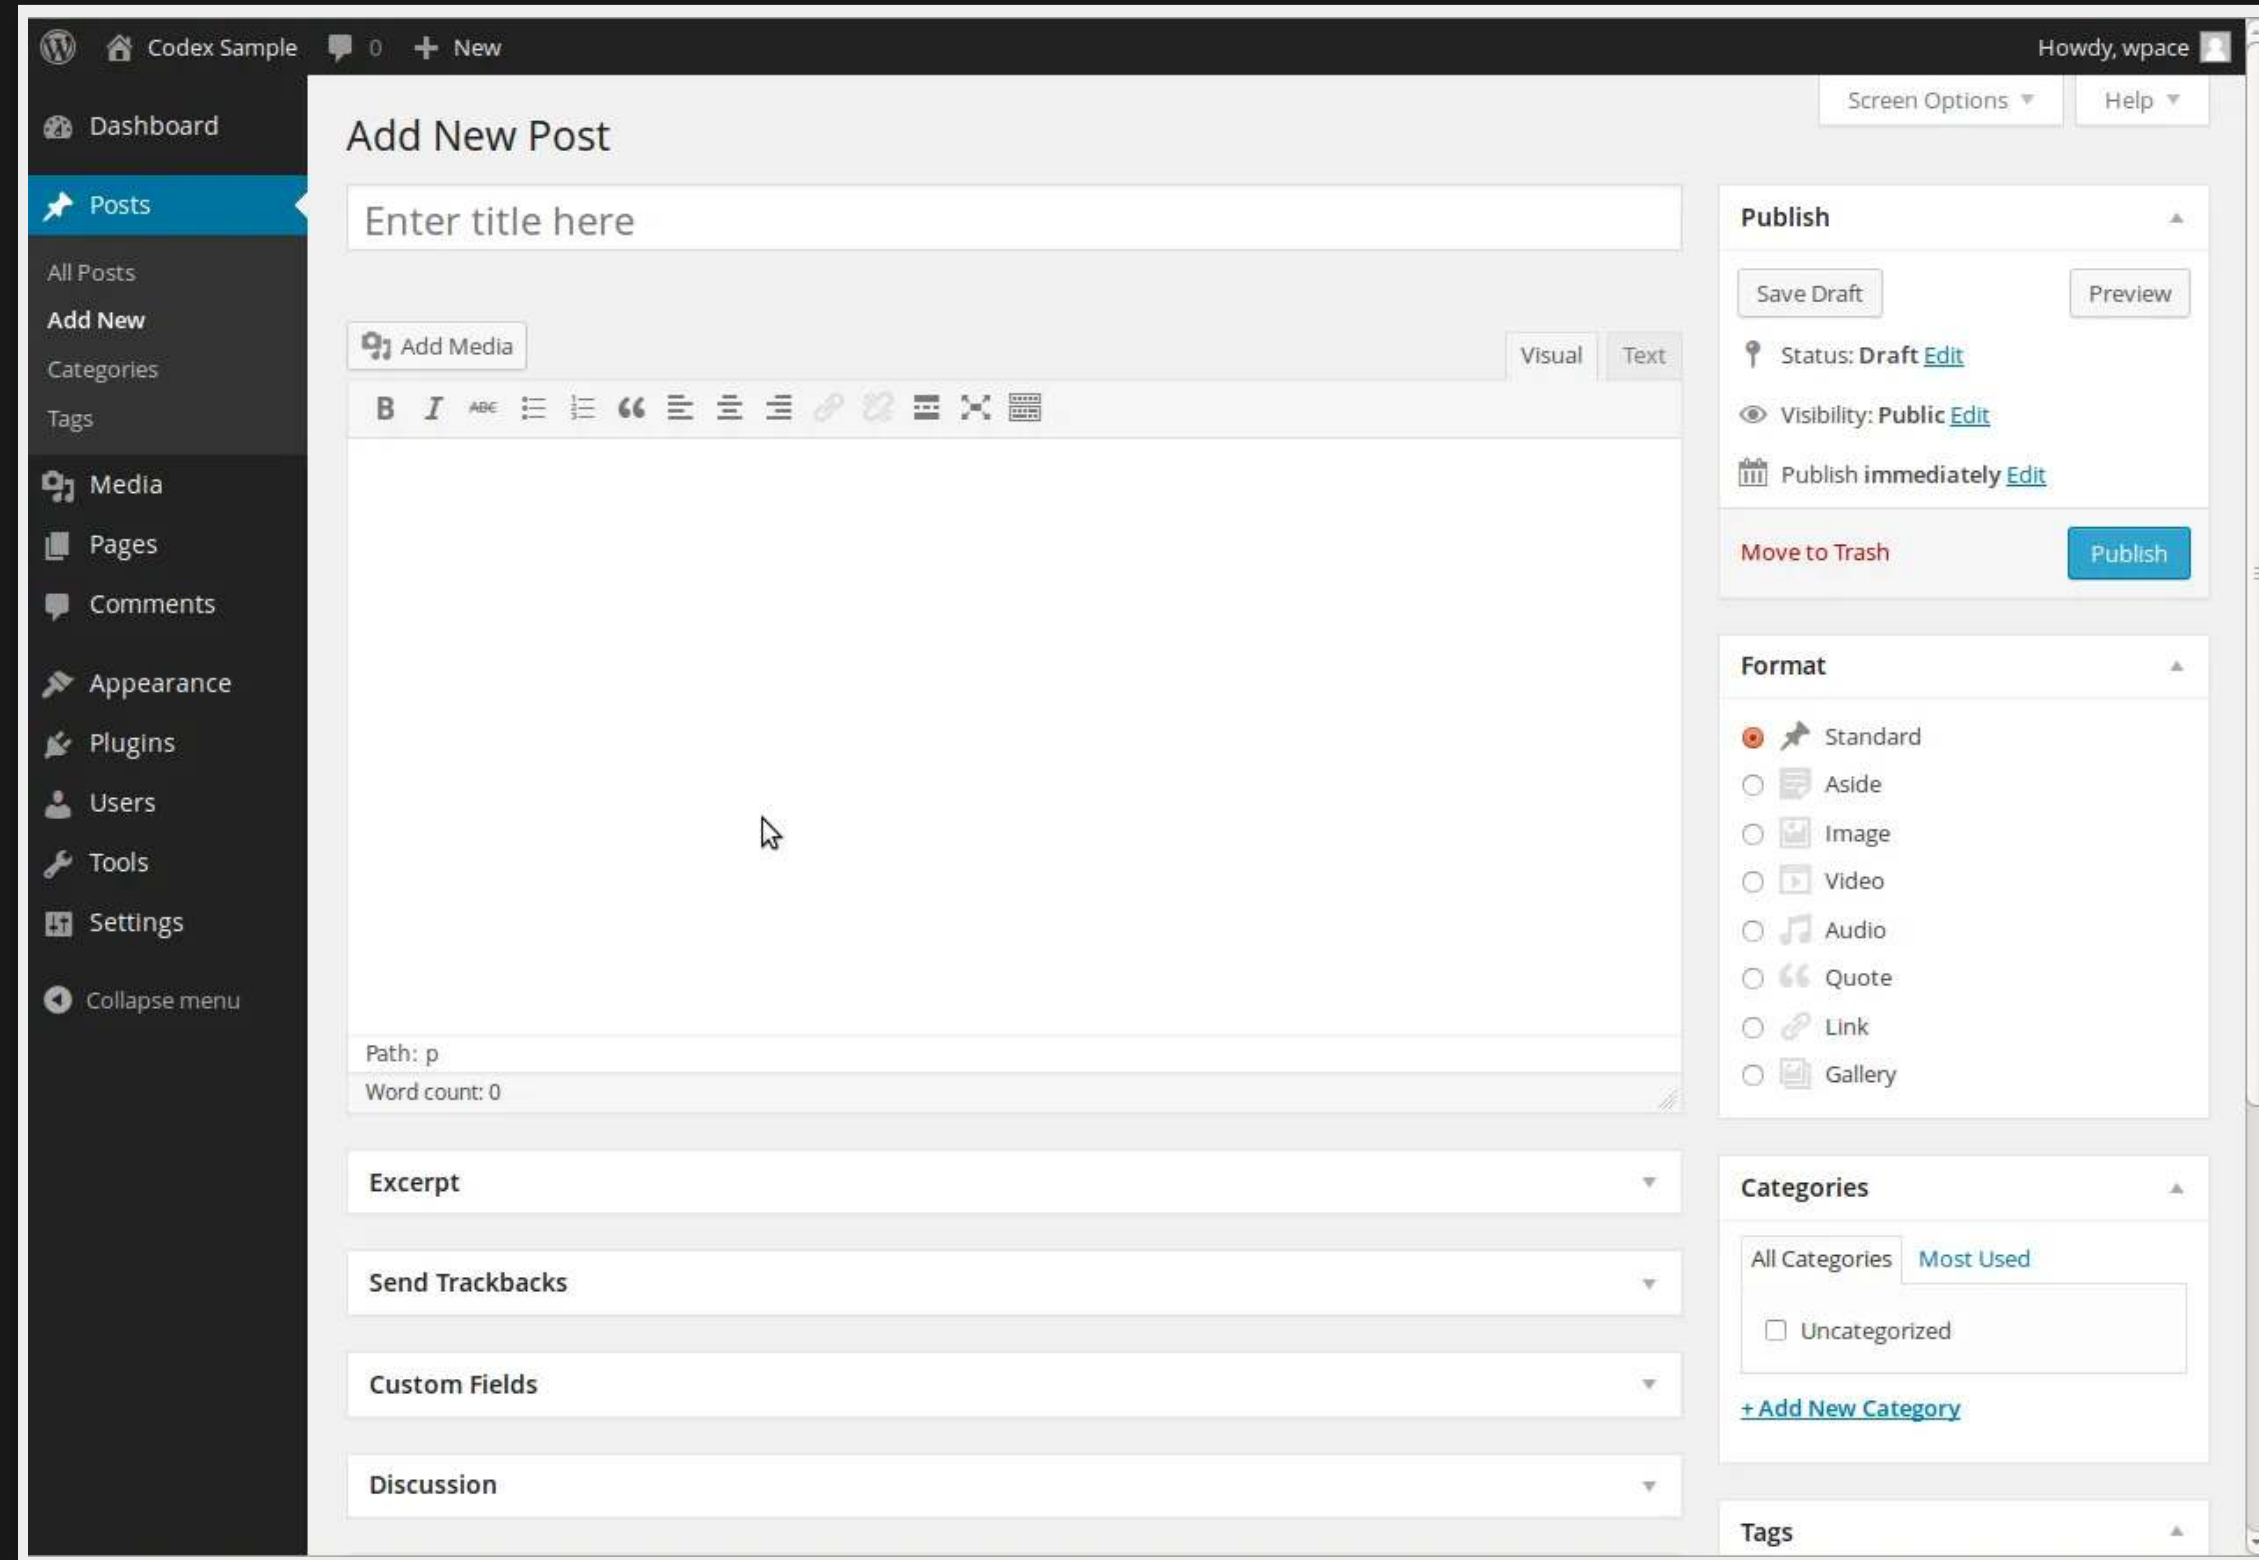 Codex Sample 0 New Howdy, wpace
Screen Options Help
Dashboard
Posts
All Posts
Add New
Categories
Tags
Media
Pages
Comments
Appearance
Plugins
Users
Tools
Settings
Collapse menu
Add New Post
Enter title here
Add Media
Visual Text
B I ABC
Path: p
Word count: 0
Excerpt
Send Trackbacks
Custom Fields
Discussion
Publish
Save Draft Preview
Status: Draft Edit
Visibility: Public Edit
Publish immediately Edit
Move to Trash Publish
Format
Standard
Aside
Image
Video
Audio
Quote
Link
Gallery
Categories
All Categories Most Used
Uncategorized
+ Add New Category
Tags